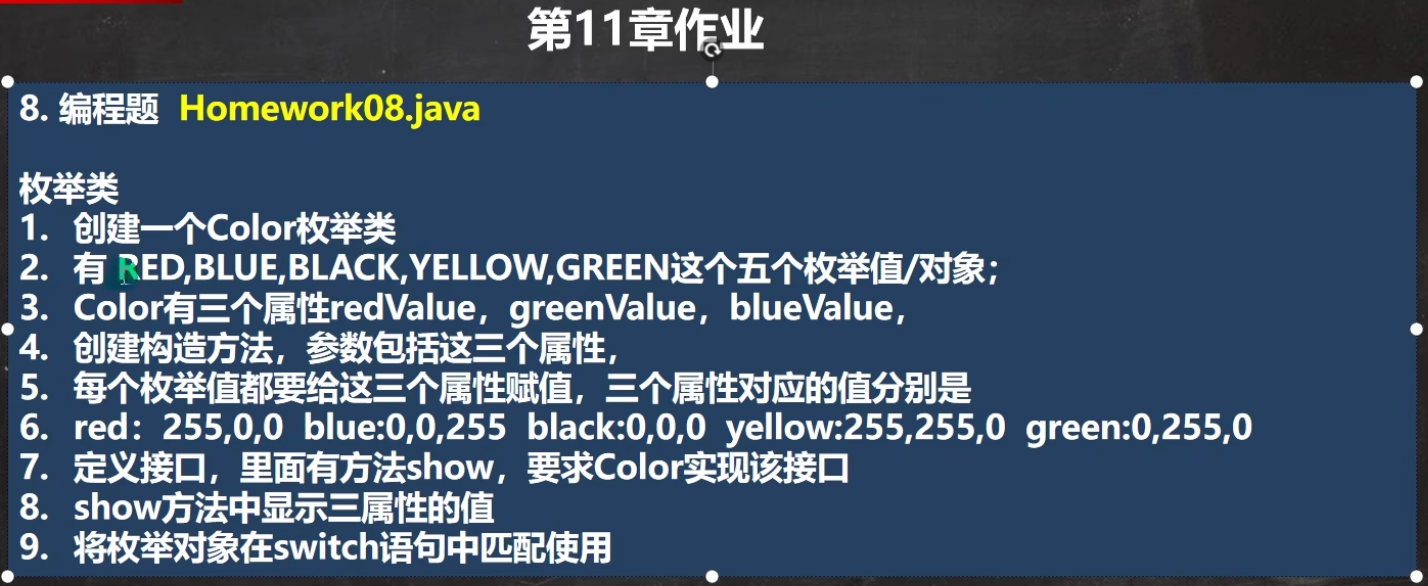 第11章作业
8. 编程题 Homework08.java
枚举类
1. 创建一个Color枚举类
2. 有 RED,BLUE,BLACK,YELLOW,GREEN这个五个枚举值/对象；
3. Color有三个属性redValue，greenValue，blueValue，
4. 创建构造方法，参数包括这三个属性，
5. 每个枚举值都要给这三个属性赋值，三个属性对应的值分别是
6. red：255,0,0 blue:0,0,255 black:0,0,0 yellow:255,255,0 green:0,255,0
7. 定义接口，里面有方法show，要求Color实现该接口
8. show方法中显示三属性的值
9. 将枚举对象在switch语句中匹配使用